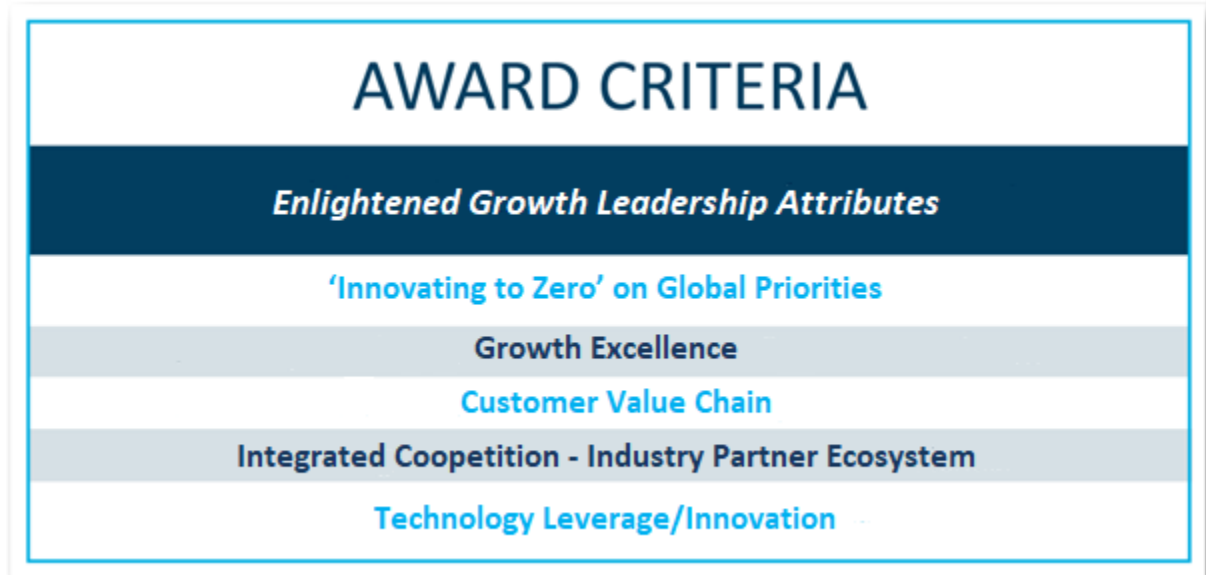 AWARD CRITERIA
Enlightened Growth Leadership Attributes
‘Innovating to Zero’ on Global Priorities
Growth Excellence
Customer Value Chain
Integrated Coopetition - Industry Partner Ecosystem
Technology Leverage/Innovation